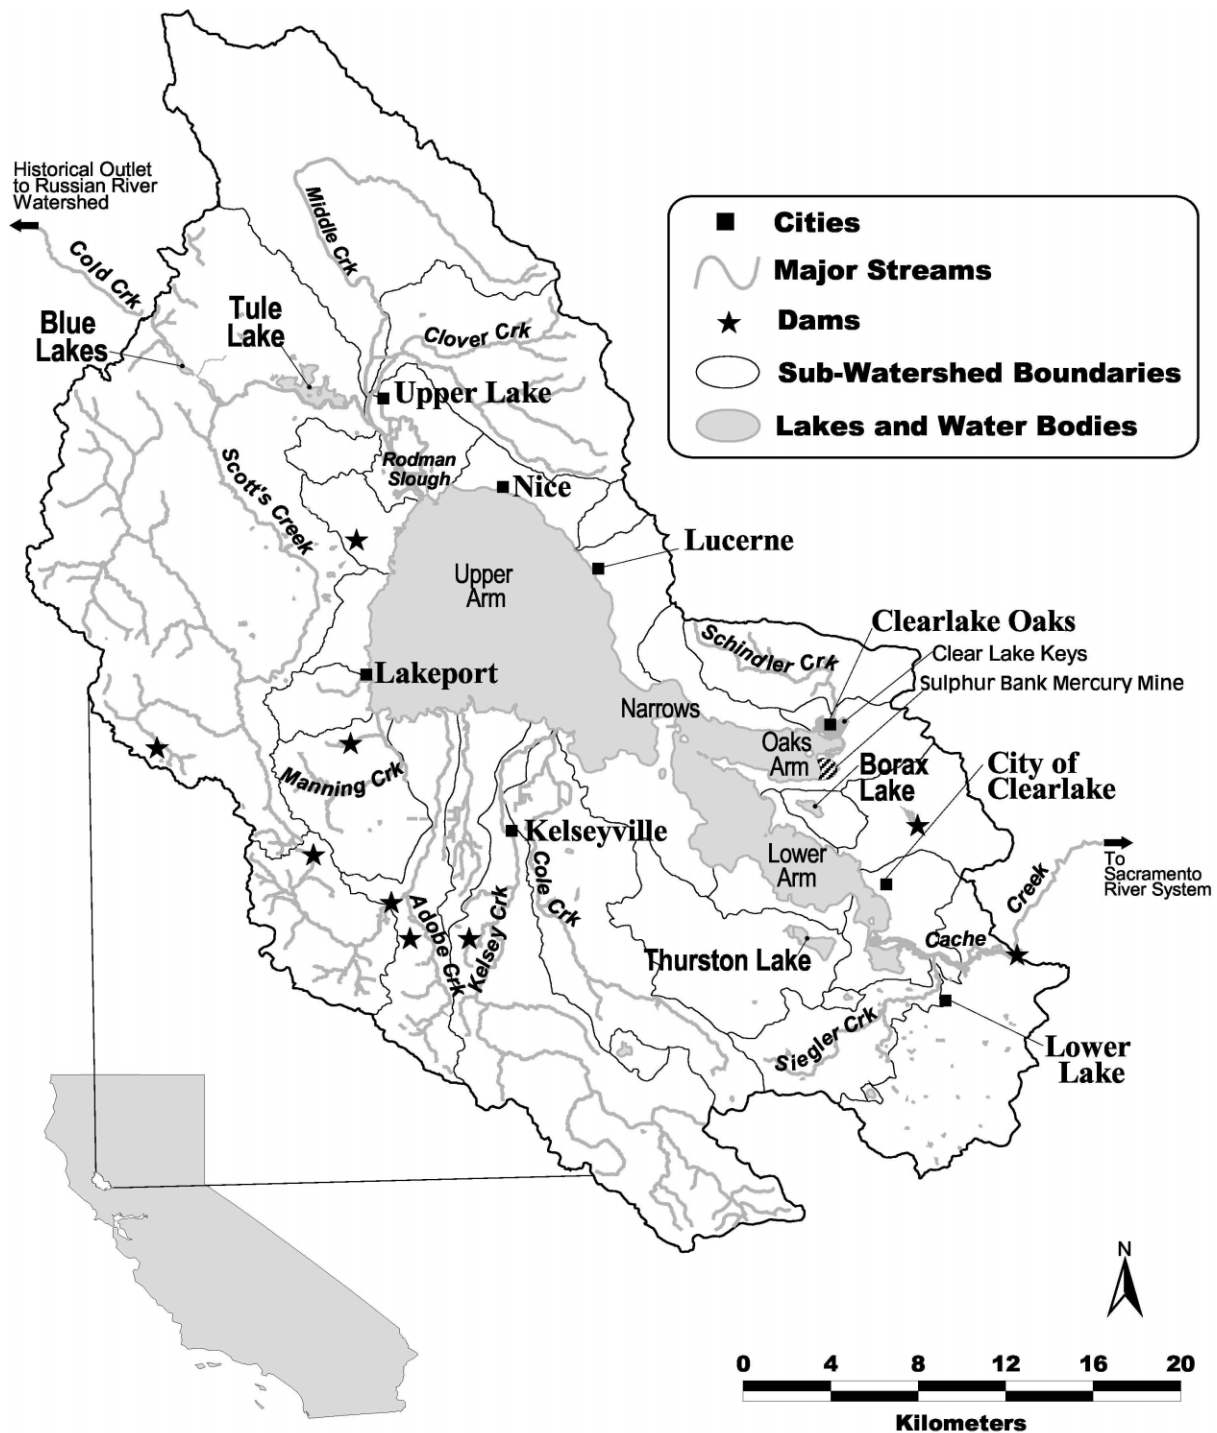 Historical Outlet
to Russian River
Watershed
Cold Crk
Middle Crk
Blue
Lakes
Tule
Lake
Clover Crk
Upper Lake
Rodman
Slough
Scott's Creek
Nice
Lucerne
Upper
Arm
Lakeport
Clearlake Oaks
Schindler Crk
Clear Lake Keys
Sulphur Bank Mercury Mine
Narrows
Oaks
Arm
Borax
Lake
City of
Clearlake
Manning Crk
Kelseyville
Lower
Arm
To
Sacramento
River System
Adobe Crk
Kelsey Crk
Cole Crk
Creek
Cache
Thurston Lake
Siegler Crk
Lower
Lake
Cities
Major Streams
Dams
Sub-Watershed Boundaries
Lakes and Water Bodies
N
0 4 8 12 16 20
Kilometers